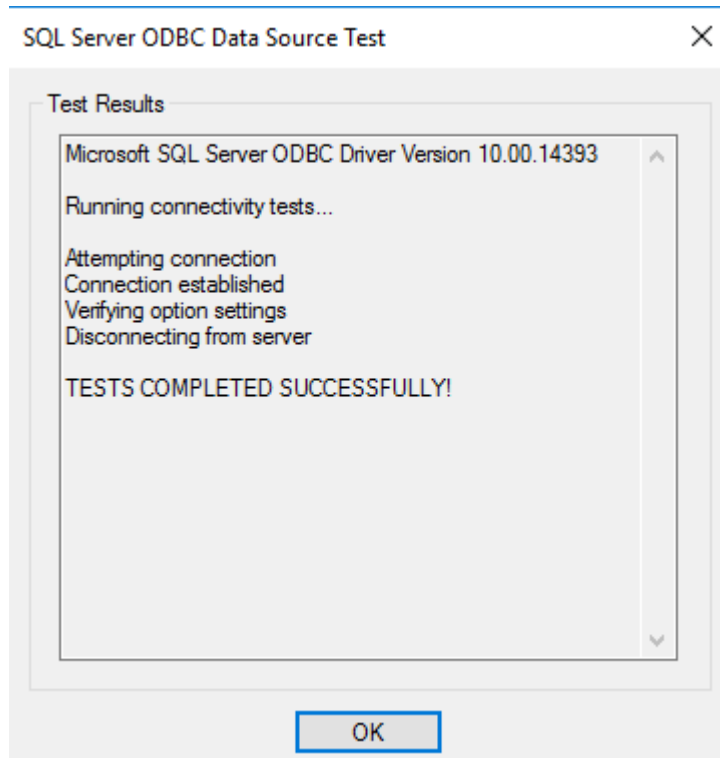 SQL Server ODBC Data Source Test
Test Results
Microsoft SQL Server ODBC Driver Version 10.00.14393
Running connectivity tests...
Attempting connection
Connection established
Verifying option settings
Disconnecting from server
TESTS COMPLETED SUCCESSFULLY!
OK